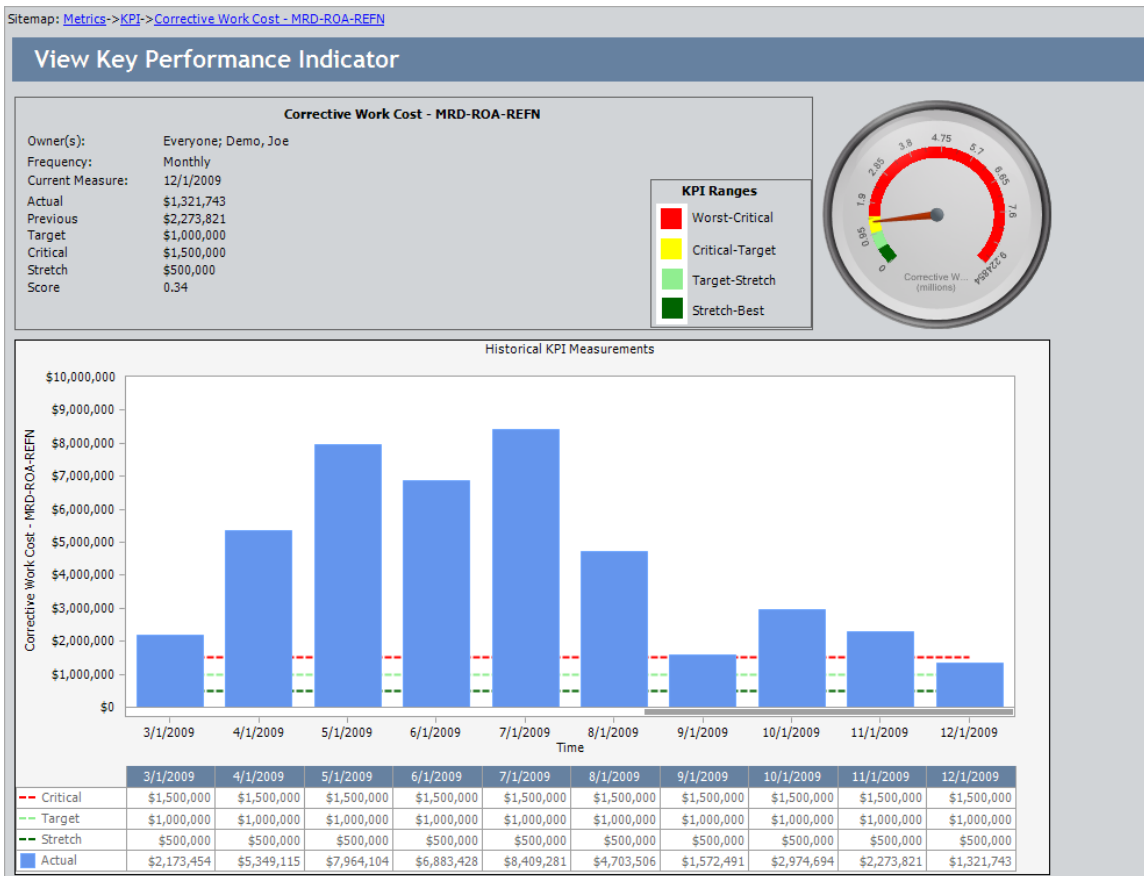 Sitemap: Metrics->KPI->Corrective Work Cost - MRD-ROA-REFN
View Key Performance Indicator
Corrective Work Cost - MRD-ROA-REFN
Owner(s): Everyone; Demo, Joe
Frequency: Monthly
Current Measure: 12/1/2009
Actual $1,321,743
Previous $2,273,821
Target $1,000,000
Critical $1,500,000
Stretch $500,000
Score 0.34
KPI Ranges
Worst-Critical
Critical-Target
Target-Stretch
Stretch-Best
0
0.95
1.9
2.85
3.8
4.75
5.7
6.65
7.6
9.224854
Corrective W...
(millions)
Historical KPI Measurements
Corrective Work Cost - MRD-ROA-REFN
$10,000,000
$9,000,000
$8,000,000
$7,000,000
$6,000,000
$5,000,000
$4,000,000
$3,000,000
$2,000,000
$1,000,000
$0
3/1/2009 4/1/2009 5/1/2009 6/1/2009 7/1/2009 8/1/2009 9/1/2009 10/1/2009 11/1/2009 12/1/2009
Time
3/1/2009 4/1/2009 5/1/2009 6/1/2009 7/1/2009 8/1/2009 9/1/2009 10/1/2009 11/1/2009 12/1/2009
Critical $1,500,000 $1,500,000 $1,500,000 $1,500,000 $1,500,000 $1,500,000 $1,500,000 $1,500,000 $1,500,000 $1,500,000
Target $1,000,000 $1,000,000 $1,000,000 $1,000,000 $1,000,000 $1,000,000 $1,000,000 $1,000,000 $1,000,000 $1,000,000
Stretch $500,000 $500,000 $500,000 $500,000 $500,000 $500,000 $500,000 $500,000 $500,000 $500,000
Actual $2,173,454 $5,349,115 $7,964,104 $6,883,428 $8,409,281 $4,703,506 $1,572,491 $2,974,694 $2,273,821 $1,321,743